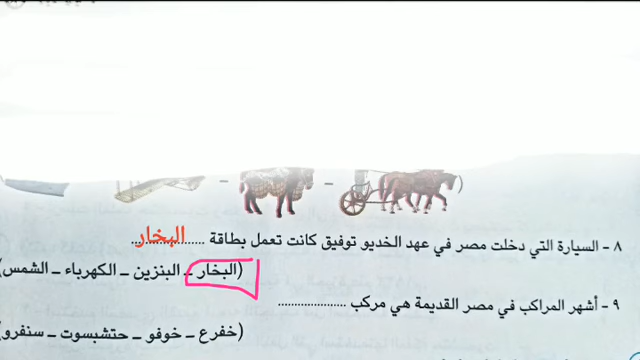 ٨ - السيارة التي دخلت مصر في عهد الخديو توفيق كانت تعمل بطاقة ...البخار...
(البخار ـ البنزين ـ الكهرباء ـ الشمس)
٩ - أشهر المراكب في مصر القديمة هي مركب ....................
(خفرع ـ خوفو ـ حتشبسوت ـ سنفرو)